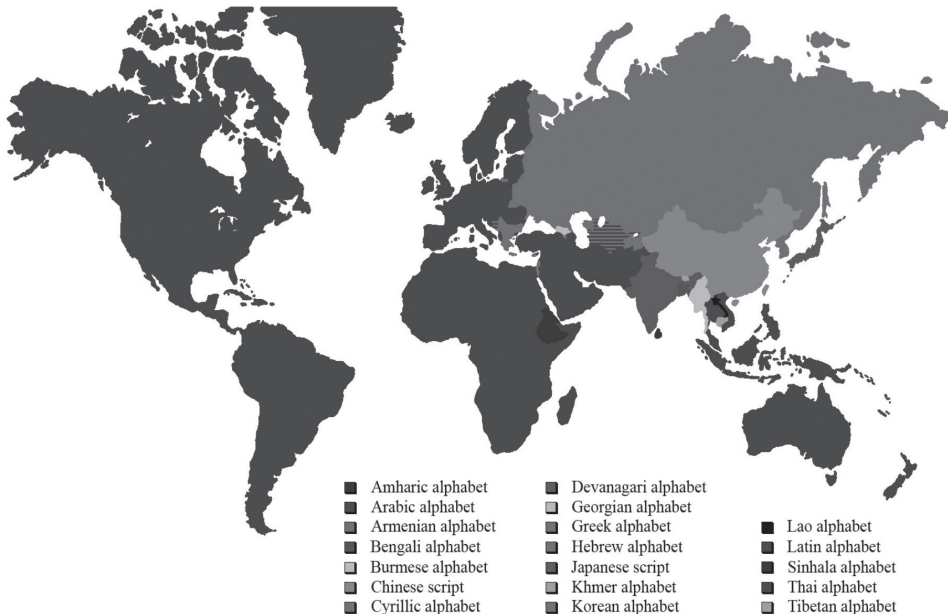 Amharic alphabet
Arabic alphabet
Armenian alphabet
Bengali alphabet
Burmese alphabet
Chinese script
Cyrillic alphabet
Devanagari alphabet
Georgian alphabet
Greek alphabet
Hebrew alphabet
Japanese script
Khmer alphabet
Korean alphabet
Lao alphabet
Latin alphabet
Sinhala alphabet
Thai alphabet
Tibetan alphabet